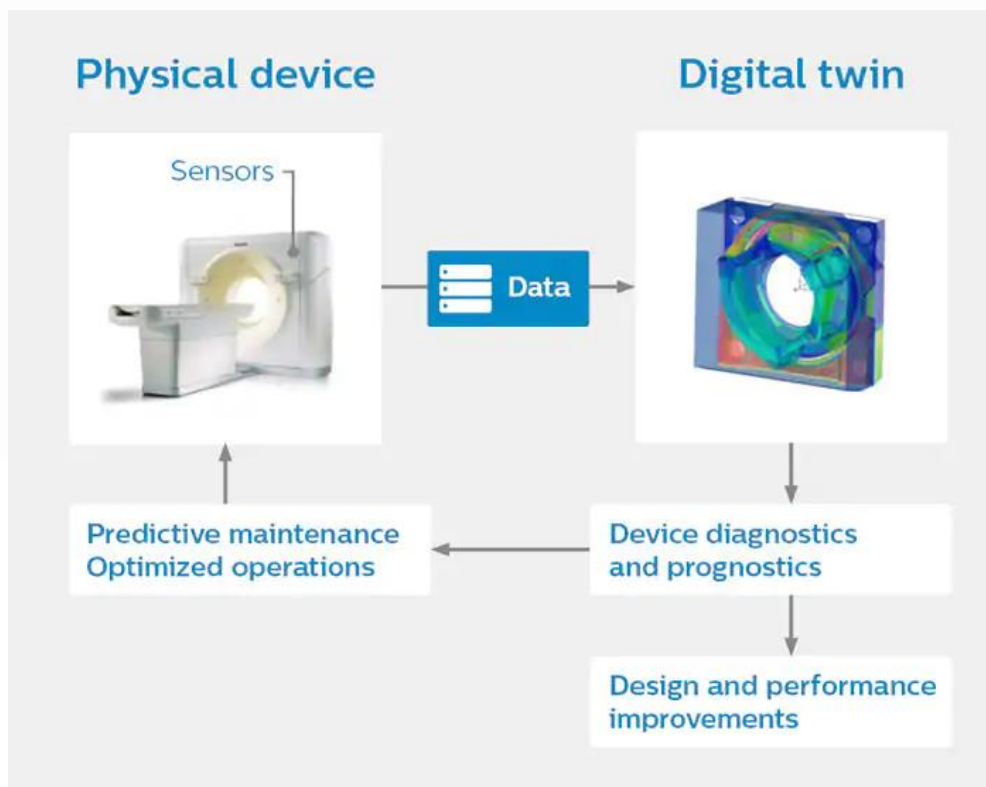 Physical device
Digital twin
Sensors
Data
Predictive maintenance
Optimized operations
Device diagnostics
and prognostics
Design and performance
improvements